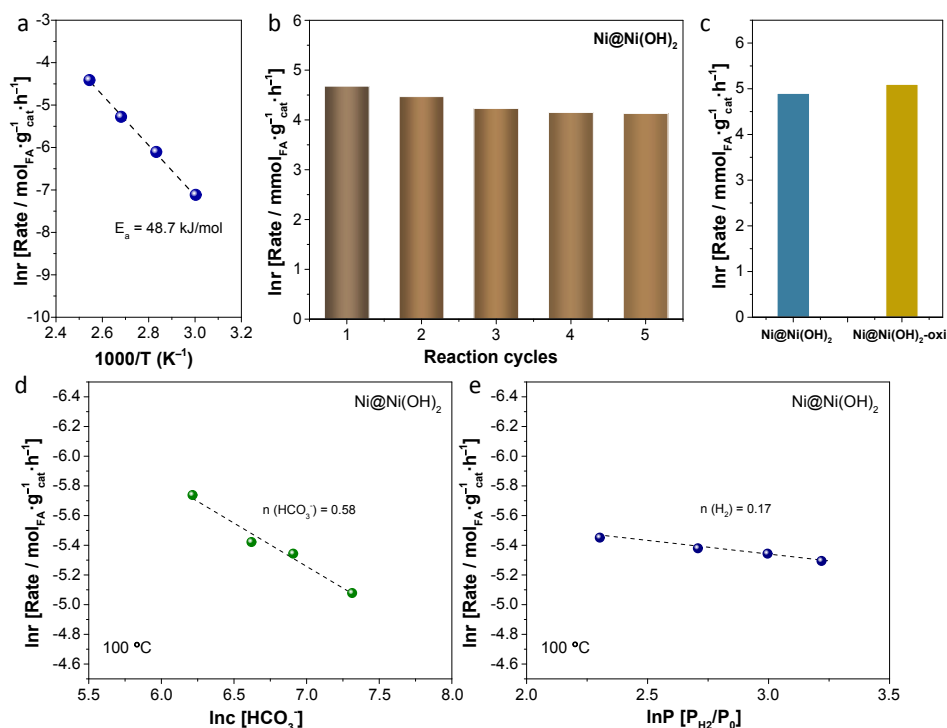 a
-3
-4
-5
-6
-7
-8
-9
-10
2.4 2.6 2.8 3.0 3.2
lnr [Rate / mol_FA·g⁻¹_cat·h⁻¹]
E_a = 48.7 kJ/mol
1000/T (K⁻¹)
b
6
5
4
3
2
1
0
1 2 3 4 5
lnr [Rate / mmol_FA·g⁻¹_cat·h⁻¹]
Ni@Ni(OH)₂
Reaction cycles
c
6
5
4
3
2
1
0
lnr [Rate / mmol_FA·g⁻¹_cat·h⁻¹]
Ni@Ni(OH)₂ Ni@Ni(OH)₂-oxi
d
-6.4
-6.2
-6.0
-5.8
-5.6
-5.4
-5.2
-5.0
-4.8
-4.6
5.5 6.0 6.5 7.0 7.5 8.0
lnr [Rate / mol_FA·g⁻¹_cat·h⁻¹]
Ni@Ni(OH)₂
n (HCO₃⁻) = 0.58
100 ºC
lnc [HCO₃⁻]
e
-6.4
-6.2
-6.0
-5.8
-5.6
-5.4
-5.2
-5.0
-4.8
-4.6
2.0 2.5 3.0 3.5
lnr [Rate / mol_FA·g⁻¹_cat·h⁻¹]
Ni@Ni(OH)₂
n (H₂) = 0.17
100 ºC
lnP [P_H2/P₀]